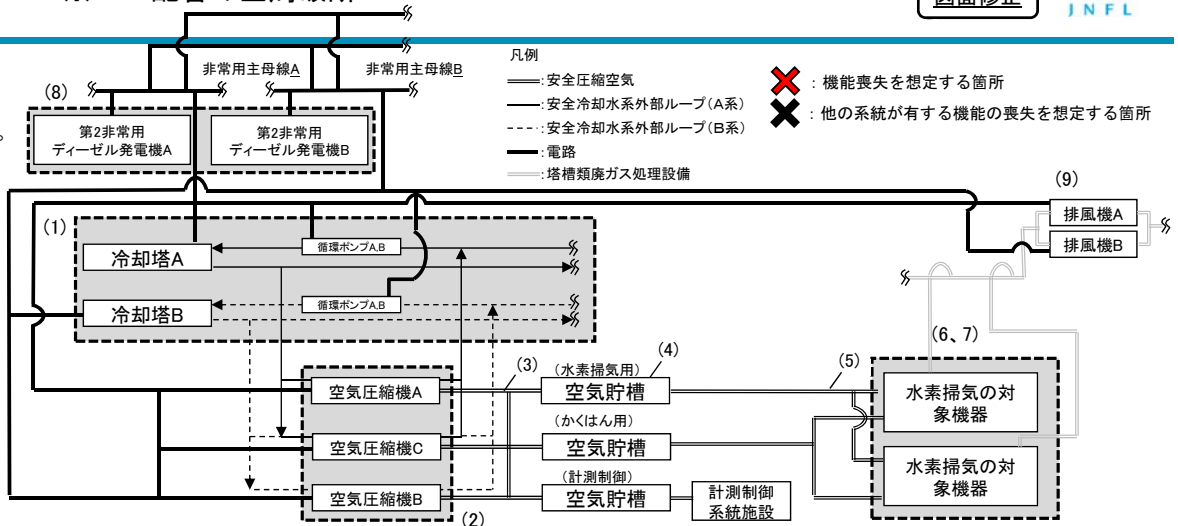 図面修正
JNFL
非常用主母線A
非常用主母線B
凡例
:安全圧縮空気
:安全冷却水系外部ループ(A系)
:安全冷却水系外部ループ(B系)
:電路
:塔槽類廃ガス処理設備
：機能喪失を想定する箇所
：他の系統が有する機能の喪失を想定する箇所
(8)
。
第2非常用
ディーゼル発電機A
第2非常用
ディーゼル発電機B
(9)
排風機A
排風機B
(1)
冷却塔A
循環ポンプA,B
冷却塔B
循環ポンプA,B
(6、7)
(3)
(水素掃気用)
(4)
(5)
空気圧縮機A
空気貯槽
水素掃気の対
象機器
(かくはん用)
空気圧縮機C
空気貯槽
水素掃気の対
象機器
(計測制御)
空気圧縮機B
空気貯槽
計測制御
系統施設
(2)